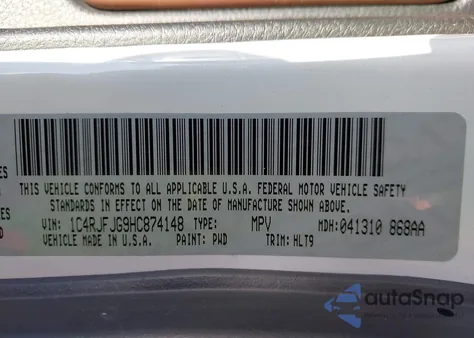 THIS VEHICLE CONFORMS TO ALL APPLICABLE U.S.A. FEDERAL MOTOR VEHICLE SAFETY
STANDARDS IN EFFECT ON THE DATE OF MANUFACTURE SHOWN ABOVE.
VIN: 1C4RJFJG9HC874148 TYPE: MPV MDH:041310 868AA
VEHICLE MADE IN U.S.A. PAINT: PWD TRIM: HLT9
autoSnap